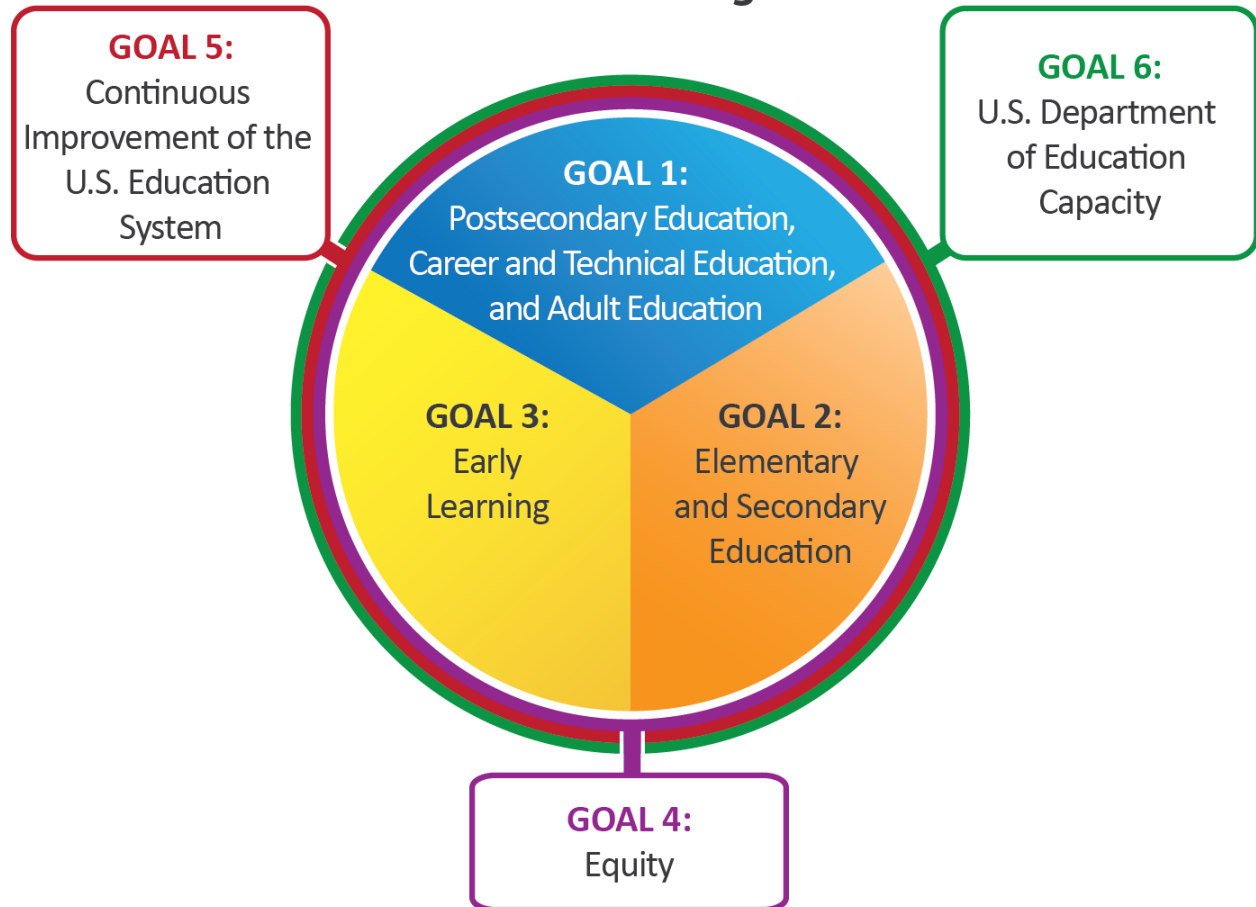 GOAL 5:
Continuous
Improvement of the
U.S. Education
System
GOAL 6:
U.S. Department
of Education
Capacity
GOAL 1:
Postsecondary Education,
Career and Technical Education,
and Adult Education
GOAL 3:
Early
Learning
GOAL 2:
Elementary
and Secondary
Education
GOAL 4:
Equity